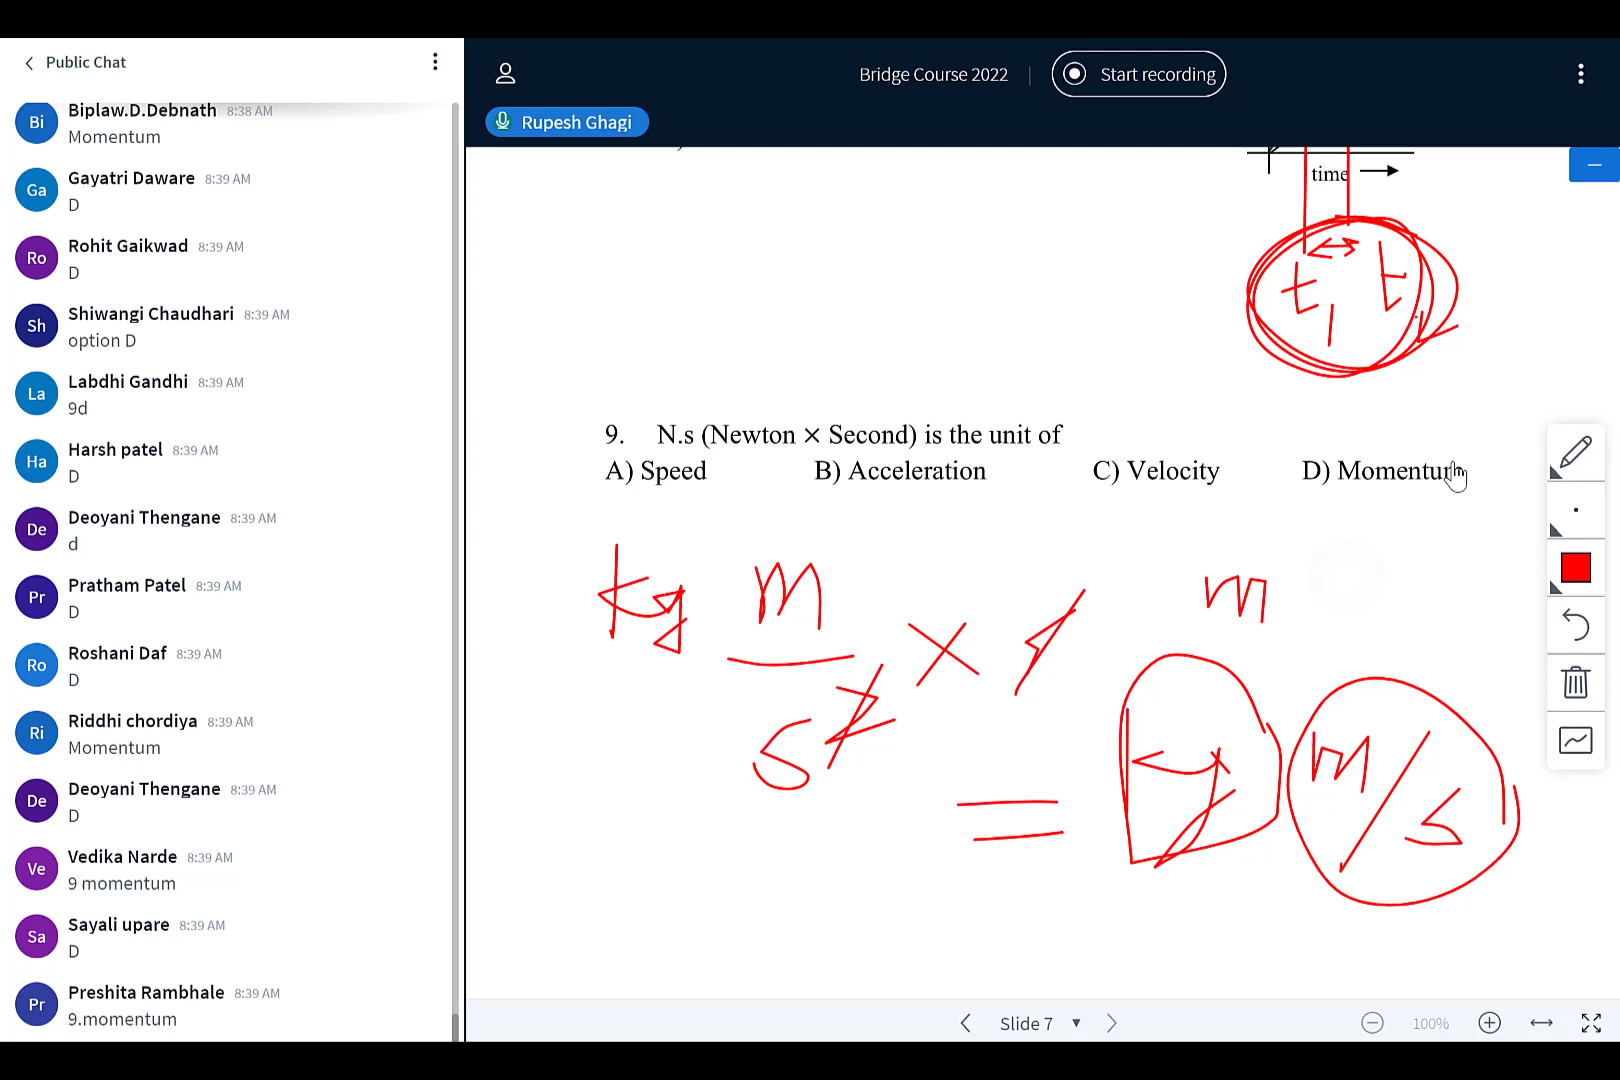 Public Chat
Bi
Biplaw.D.Debnath 8:38 AM
Momentum
Ga
Gayatri Daware 8:39 AM
D
Ro
Rohit Gaikwad 8:39 AM
D
Sh
Shiwangi Chaudhari 8:39 AM
option D
La
Labdhi Gandhi 8:39 AM
9d
Ha
Harsh patel 8:39 AM
D
De
Deoyani Thengane 8:39 AM
d
Pr
Pratham Patel 8:39 AM
D
Ro
Roshani Daf 8:39 AM
D
Ri
Riddhi chordiya 8:39 AM
Momentum
De
Deoyani Thengane 8:39 AM
D
Ve
Vedika Narde 8:39 AM
9 momentum
Sa
Sayali upare 8:39 AM
D
Pr
Preshita Rambhale 8:39 AM
9.momentum
Bridge Course 2022
Start recording
Rupesh Ghagi
time
t₁ t
9. N.s (Newton × Second) is the unit of
A) Speed B) Acceleration C) Velocity D) Momentum
kg m
s² × s
m
= kg m/s
Slide 7
100%